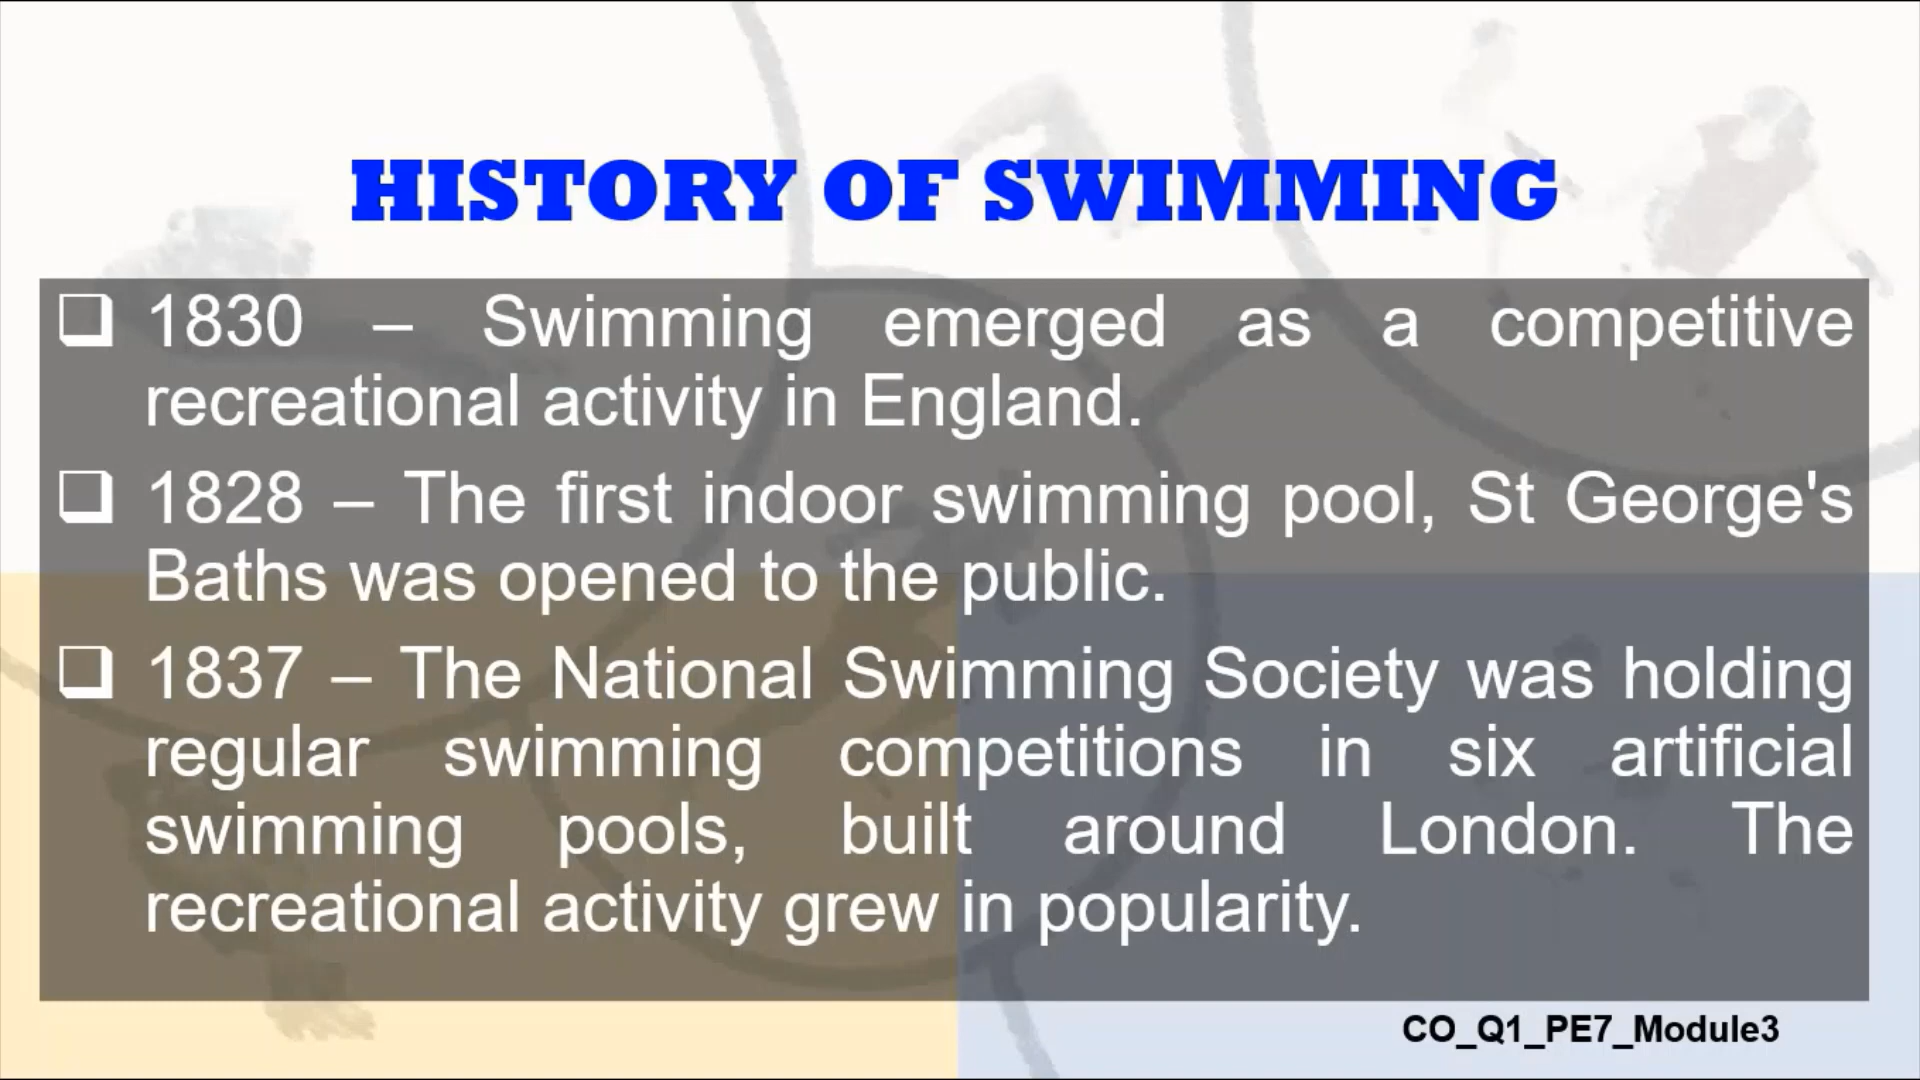 HISTORY OF SWIMMING
❑ 1830 – Swimming emerged as a competitive
recreational activity in England.
❑ 1828 – The first indoor swimming pool, St George's
Baths was opened to the public.
❑ 1837 – The National Swimming Society was holding
regular swimming competitions in six artificial
swimming pools, built around London. The
recreational activity grew in popularity.
CO_Q1_PE7_Module3